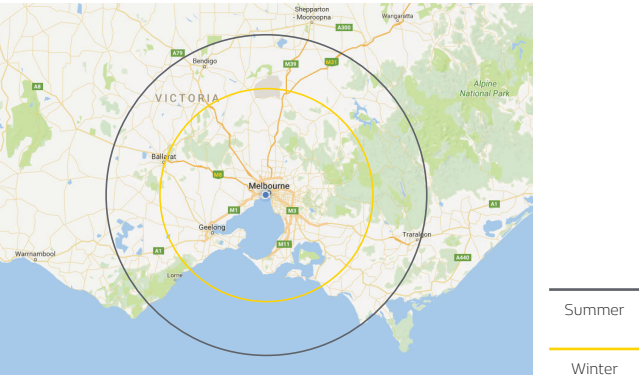 Shepparton
- Mooroopna
Wangaratta
A300
A79
Bendigo
M39
M31
A8
VICTORIA
Alpine
National Park
Ballarat
M8
Melbourne
M1
M3
A1
Geelong
Traralgon
A1
M11
Warrnambool
A440
Lorne
Summer
Winter